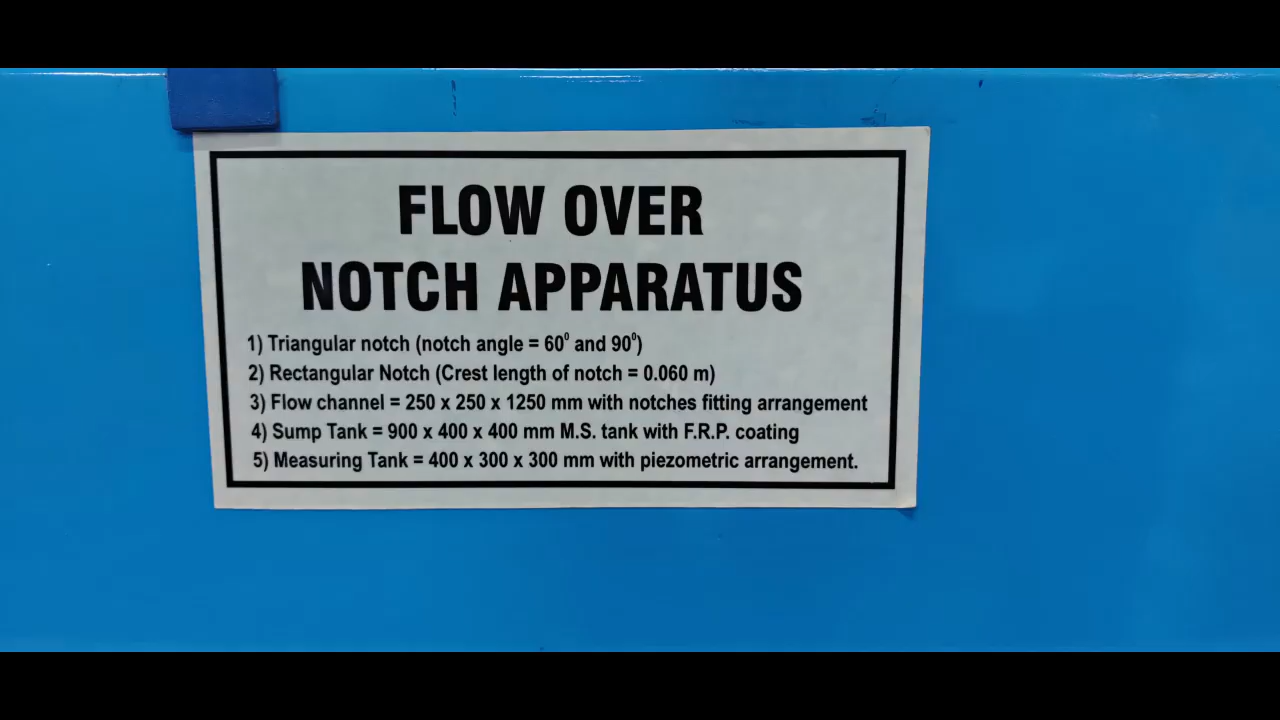 FLOW OVER
NOTCH APPARATUS
1) Triangular notch (notch angle = 60⁰ and 90⁰)
2) Rectangular Notch (Crest length of notch = 0.060 m)
3) Flow channel = 250 x 250 x 1250 mm with notches fitting arrangement
4) Sump Tank = 900 x 400 x 400 mm M.S. tank with F.R.P. coating
5) Measuring Tank = 400 x 300 x 300 mm with piezometric arrangement.